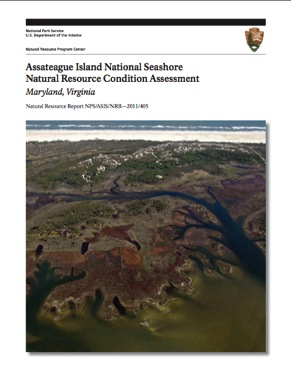 National Park Service
U.S. Department of the Interior
Natural Resource Program Center
Assateague Island National Seashore
Natural Resource Condition Assessment
Maryland, Virginia
Natural Resource Report NPS/ASIS/NRR—2011/405